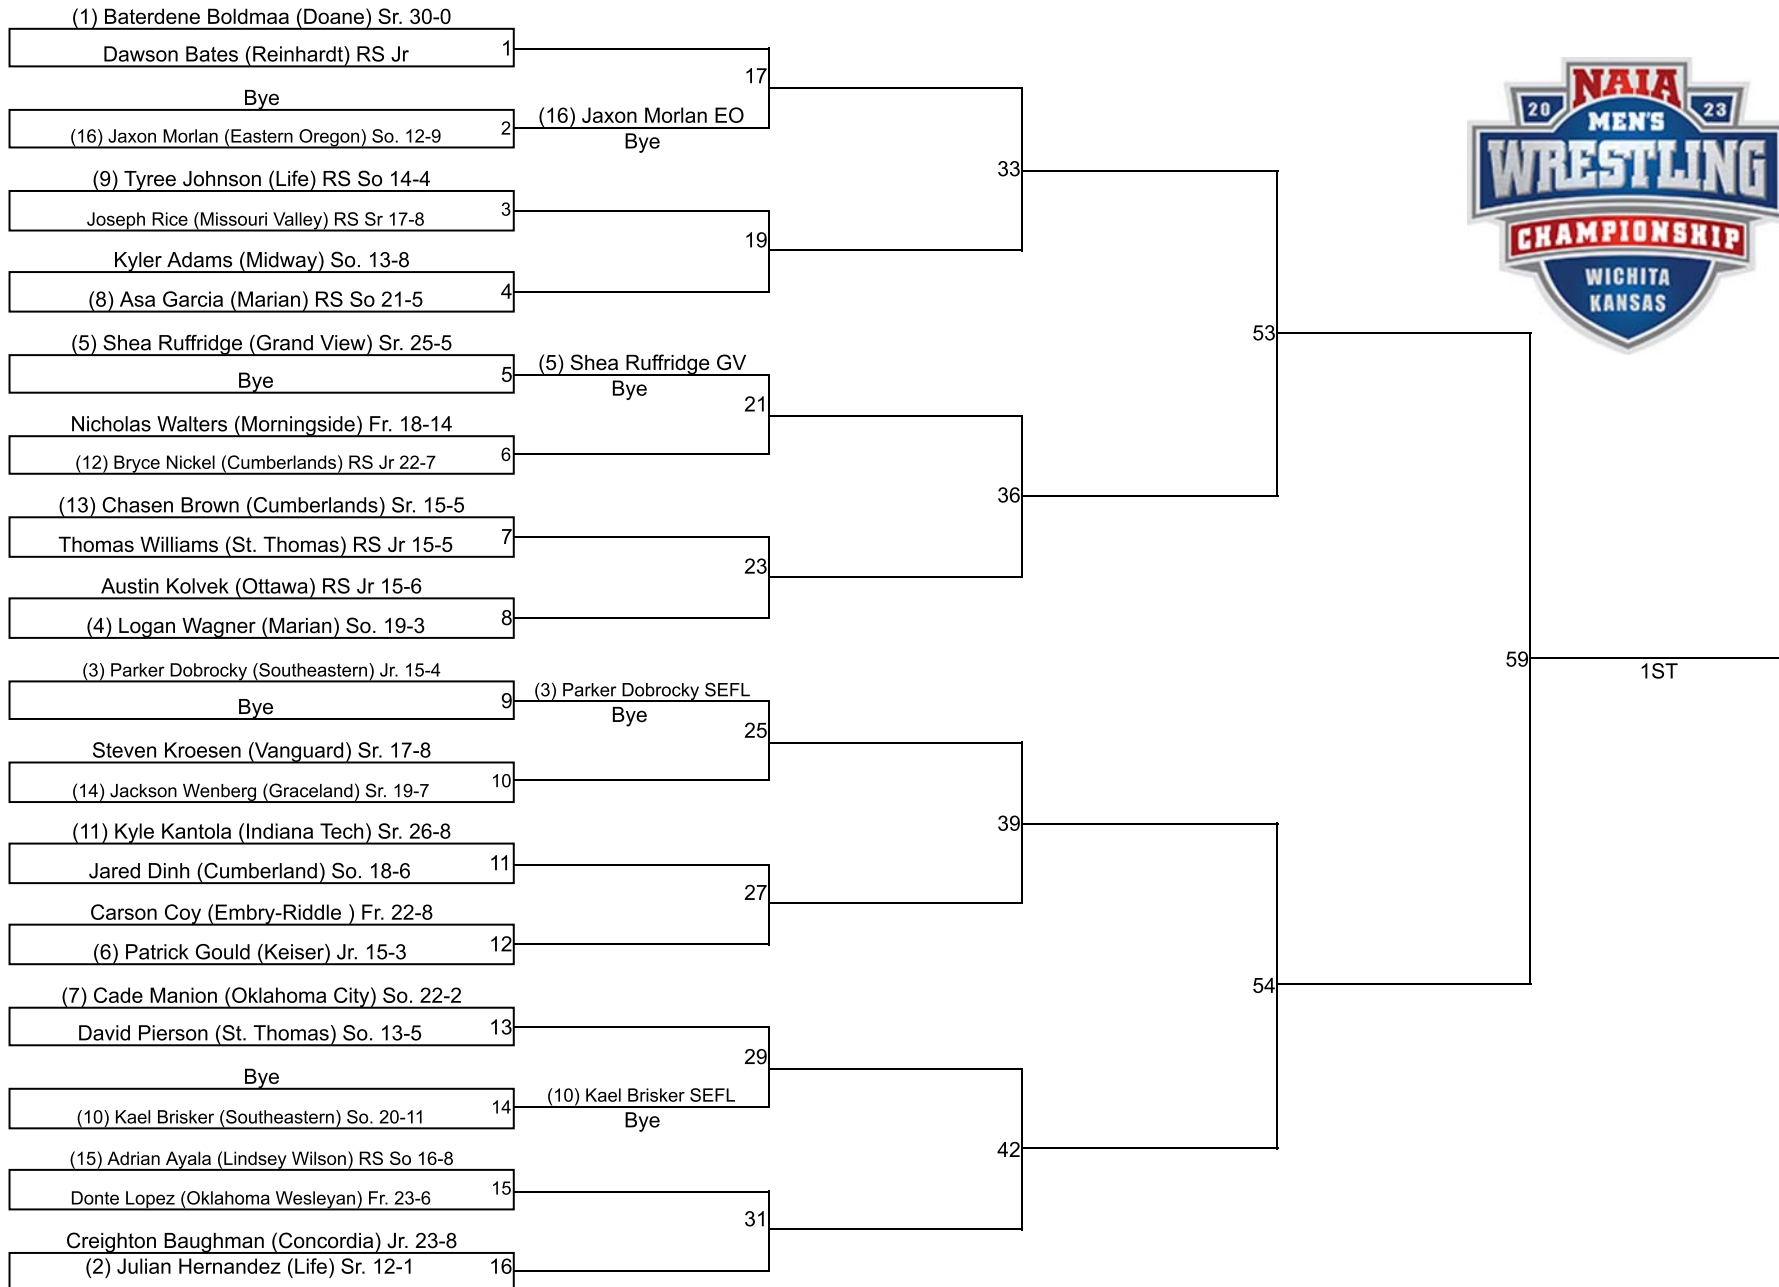 (1) Baterdene Boldmaa (Doane) Sr. 30-0
Dawson Bates (Reinhardt) RS Jr
1
Bye
(16) Jaxon Morlan (Eastern Oregon) So. 12-9
2
(9) Tyree Johnson (Life) RS So 14-4
Joseph Rice (Missouri Valley) RS Sr 17-8
3
Kyler Adams (Midway) So. 13-8
(8) Asa Garcia (Marian) RS So 21-5
4
(5) Shea Ruffridge (Grand View) Sr. 25-5
Bye
5
Nicholas Walters (Morningside) Fr. 18-14
(12) Bryce Nickel (Cumberlands) RS Jr 22-7
6
(13) Chasen Brown (Cumberlands) Sr. 15-5
Thomas Williams (St. Thomas) RS Jr 15-5
7
Austin Kolvek (Ottawa) RS Jr 15-6
(4) Logan Wagner (Marian) So. 19-3
8
(3) Parker Dobrocky (Southeastern) Jr. 15-4
Bye
9
Steven Kroesen (Vanguard) Sr. 17-8
(14) Jackson Wenberg (Graceland) Sr. 19-7
10
(11) Kyle Kantola (Indiana Tech) Sr. 26-8
Jared Dinh (Cumberland) So. 18-6
11
Carson Coy (Embry-Riddle ) Fr. 22-8
(6) Patrick Gould (Keiser) Jr. 15-3
12
(7) Cade Manion (Oklahoma City) So. 22-2
David Pierson (St. Thomas) So. 13-5
13
Bye
(10) Kael Brisker (Southeastern) So. 20-11
14
(15) Adrian Ayala (Lindsey Wilson) RS So 16-8
Donte Lopez (Oklahoma Wesleyan) Fr. 23-6
15
Creighton Baughman (Concordia) Jr. 23-8
(2) Julian Hernandez (Life) Sr. 12-1
16
17
(16) Jaxon Morlan EO
Bye
19
(5) Shea Ruffridge GV
Bye
21
23
(3) Parker Dobrocky SEFL
Bye
25
27
29
(10) Kael Brisker SEFL
Bye
31
33
36
39
42
53
54
59
1ST
NAIA
20 23
MEN'S
WRESTLING
CHAMPIONSHIP
WICHITA
KANSAS